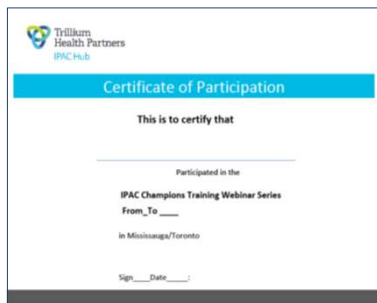 Trillium
Health Partners
IPAC Hub
Certificate of Participation
This is to certify that
Participated in the
IPAC Champions Training Webinar Series
From_To ____
in Mississauga/Toronto
Sign____Date_____: